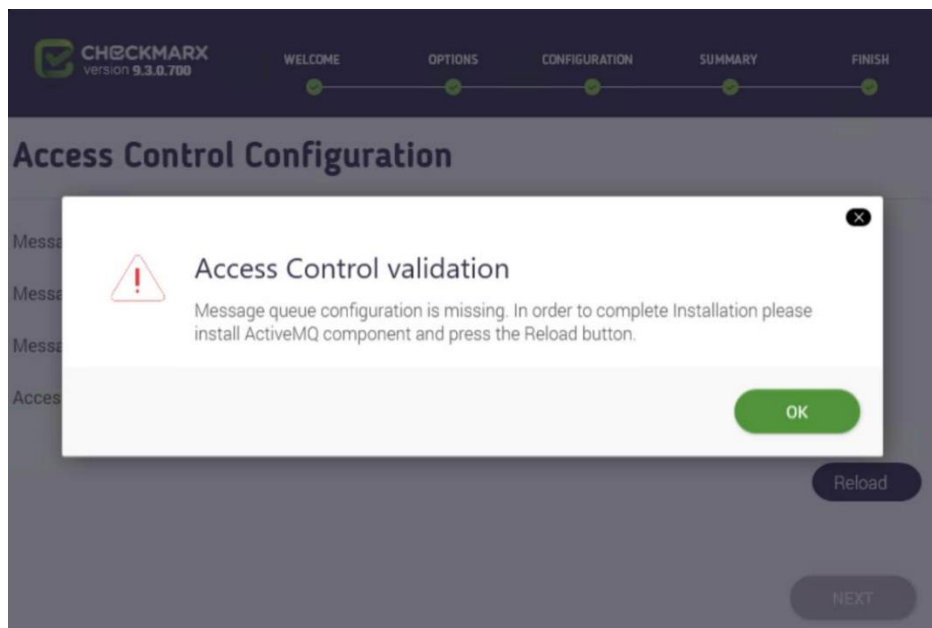 CHECKMARX
version 9.3.0.700
WELCOME
OPTIONS
CONFIGURATION
SUMMARY
FINISH
Access Control Configuration
Access Control validation
Message queue configuration is missing. In order to complete Installation please
install ActiveMQ component and press the Reload button.
OK
Reload
NEXT